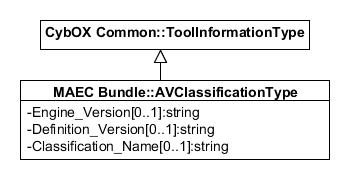 CybOX Common::ToolInformationType
MAEC Bundle::AVClassificationType
-Engine_Version[0..1]:string
-Definition_Version[0..1]:string
-Classification_Name[0..1]:string